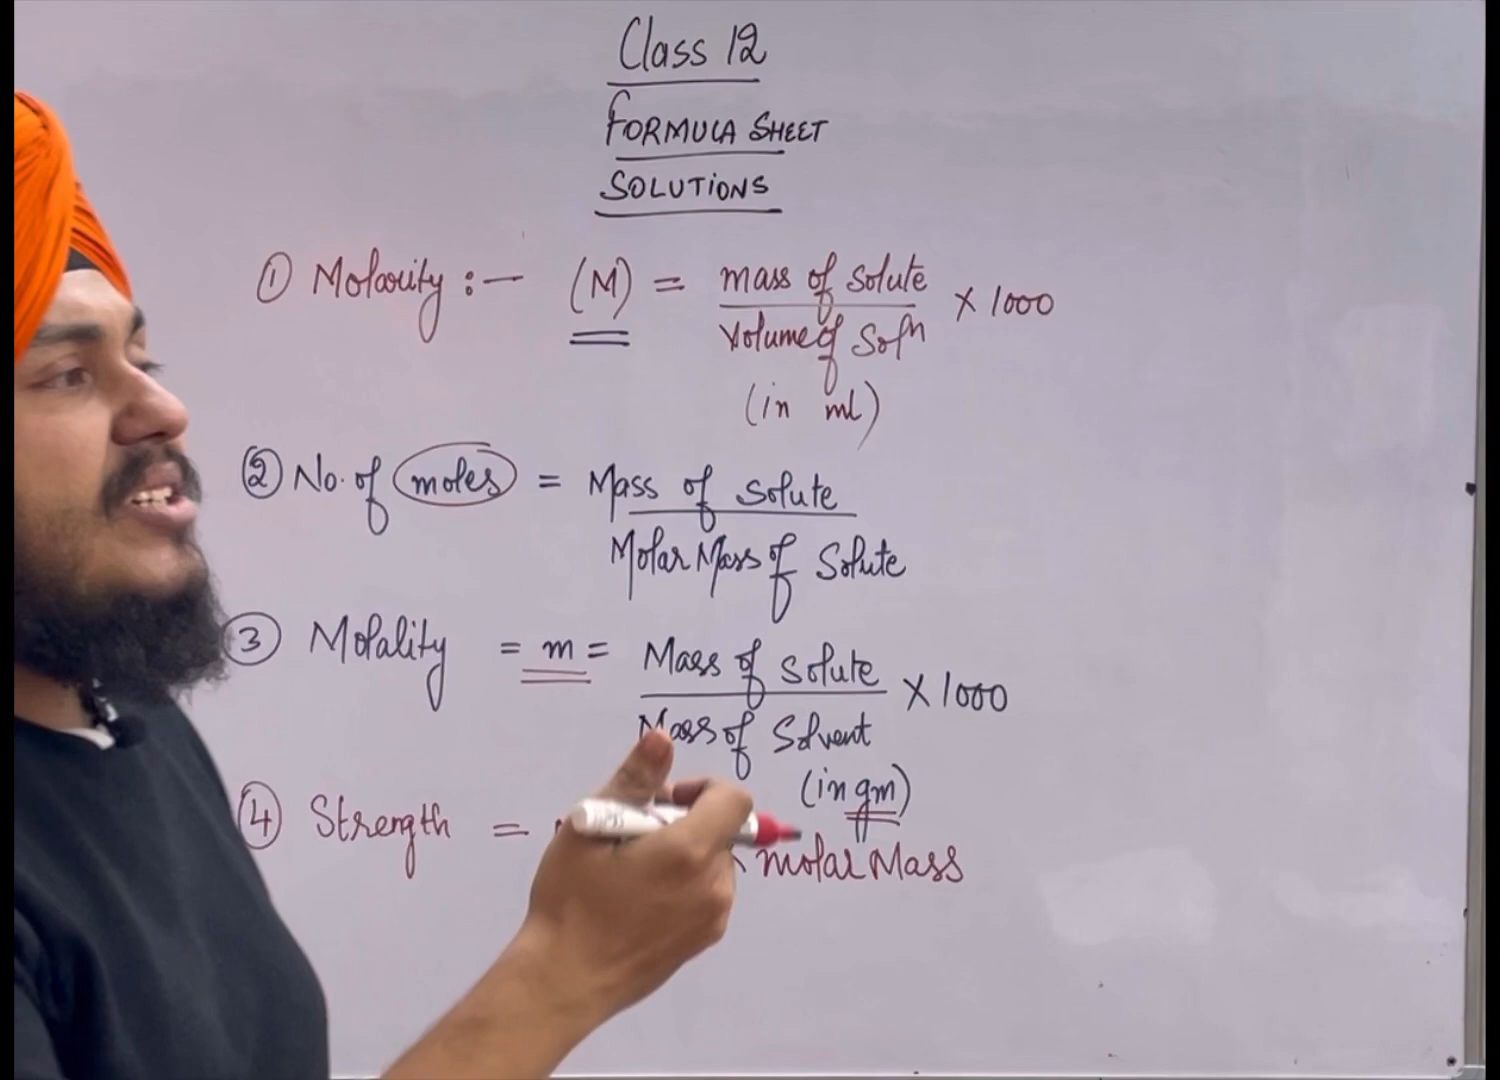 Class 12
FORMULA SHEET
SOLUTIONS
① Molarity :- (M) = mass of solute × 1000
Volume of Solⁿ
(in ml)
② No. of moles = Mass of solute
Molar Mass of Solute
③ Molality = m = Mass of solute × 1000
Mass of Solvent
(in gm)
④ Strength = molar Mass